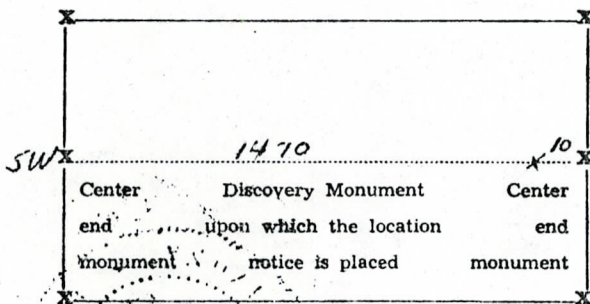 X X
1470 10
SW X x X
Center Discovery Monument Center
end upon which the location end
monument notice is placed monument
X X